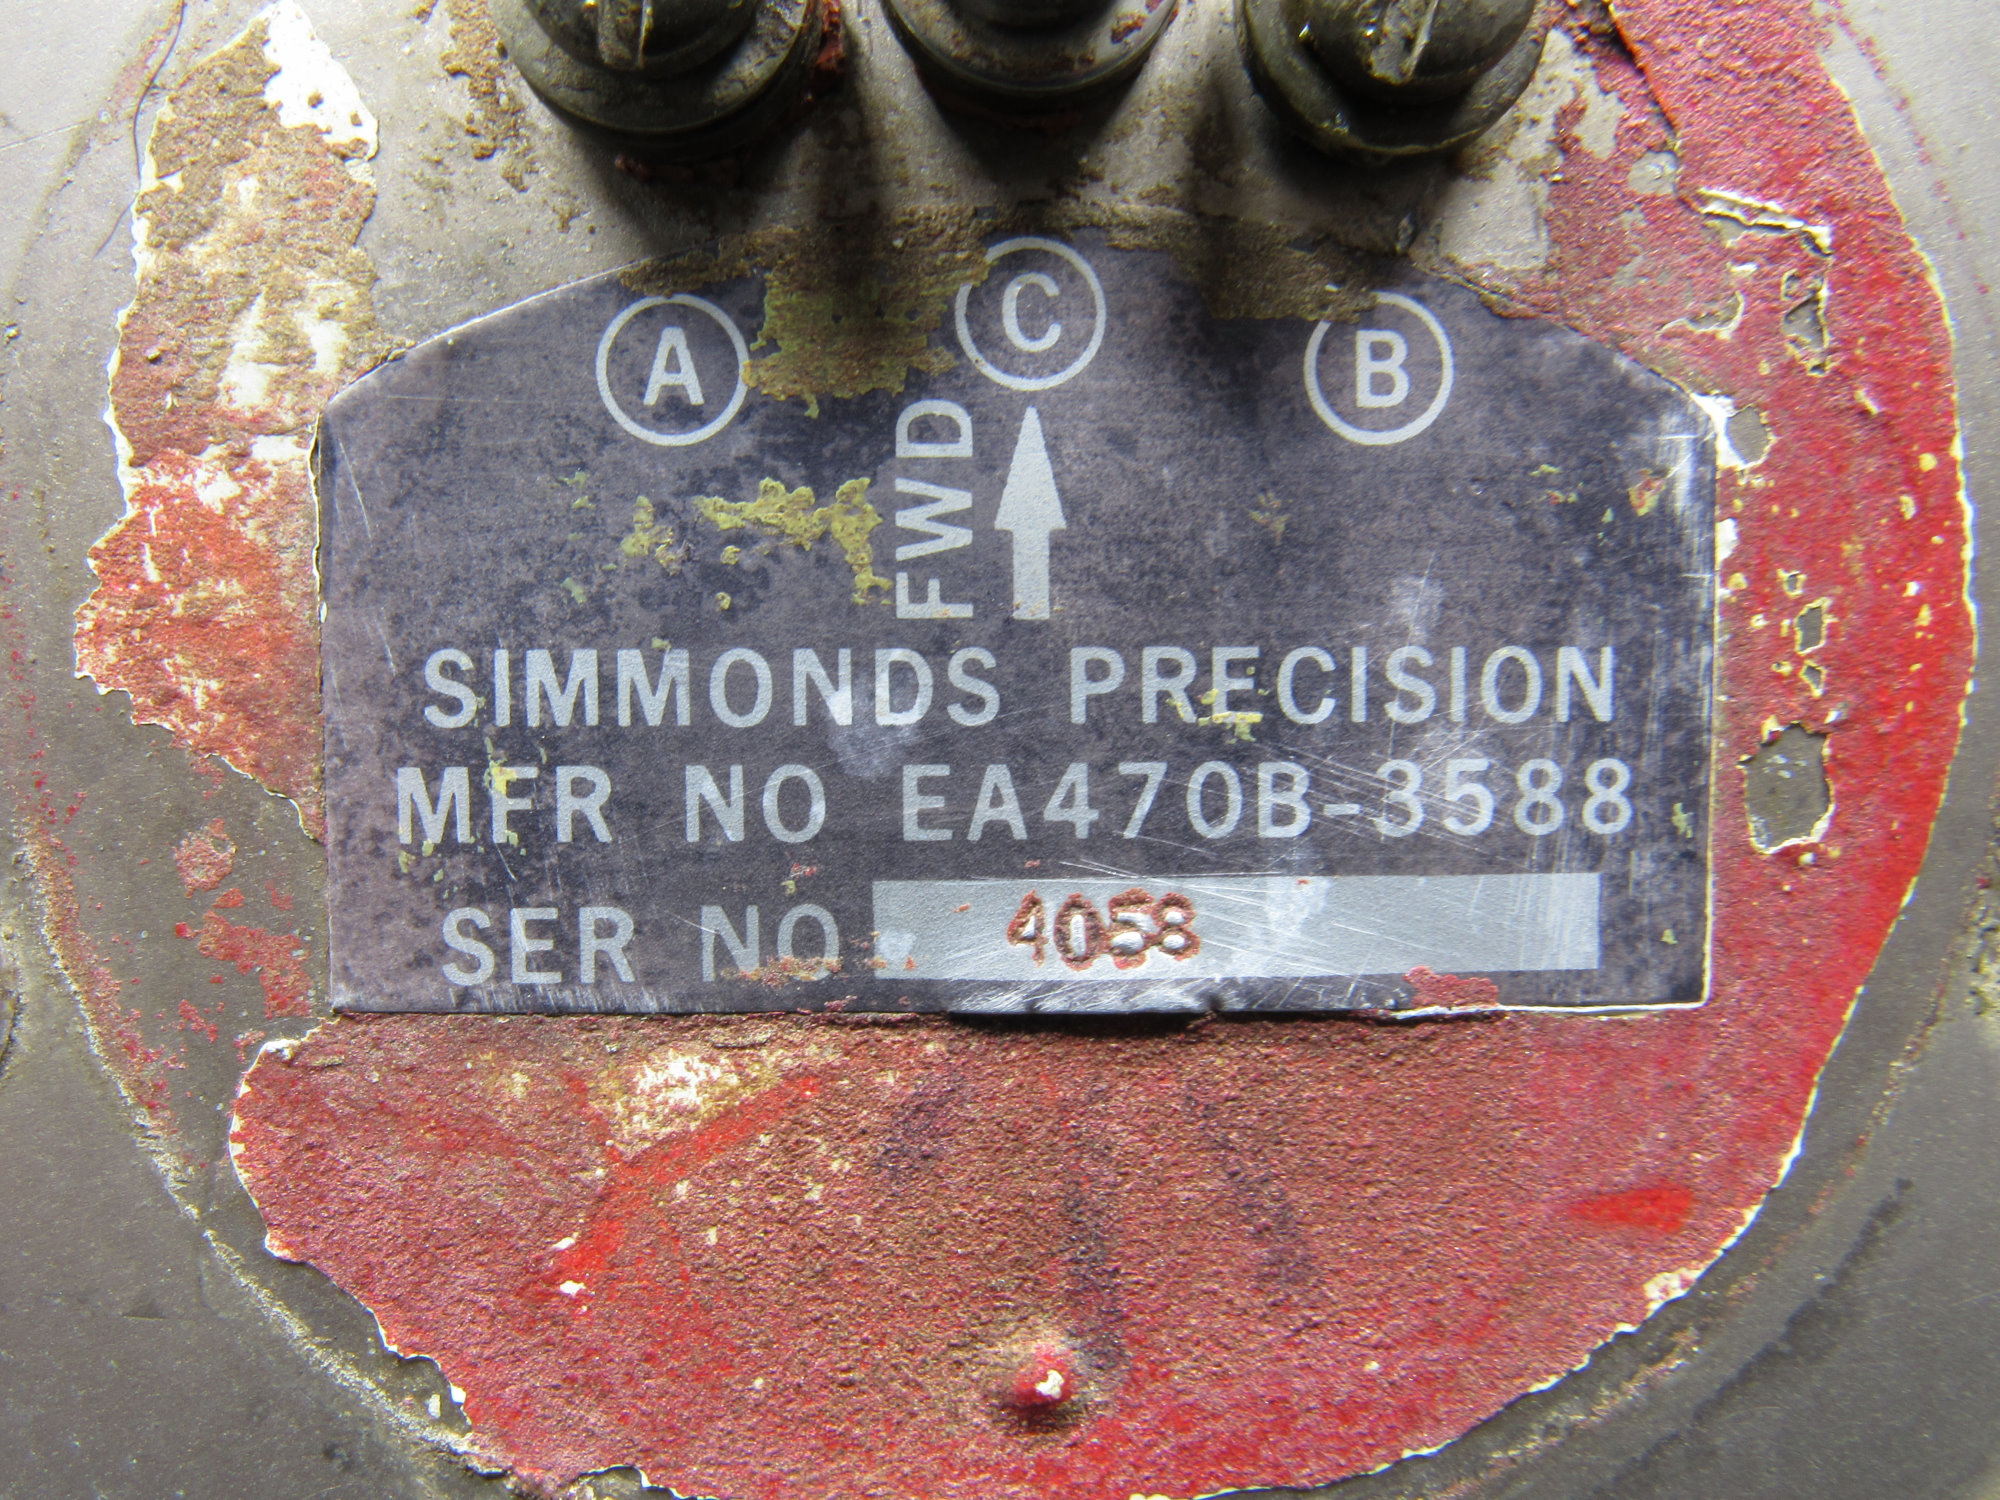 A C B
FWD
SIMMONDS PRECISION
MFR NO EA470B-3588
SER NO 4058